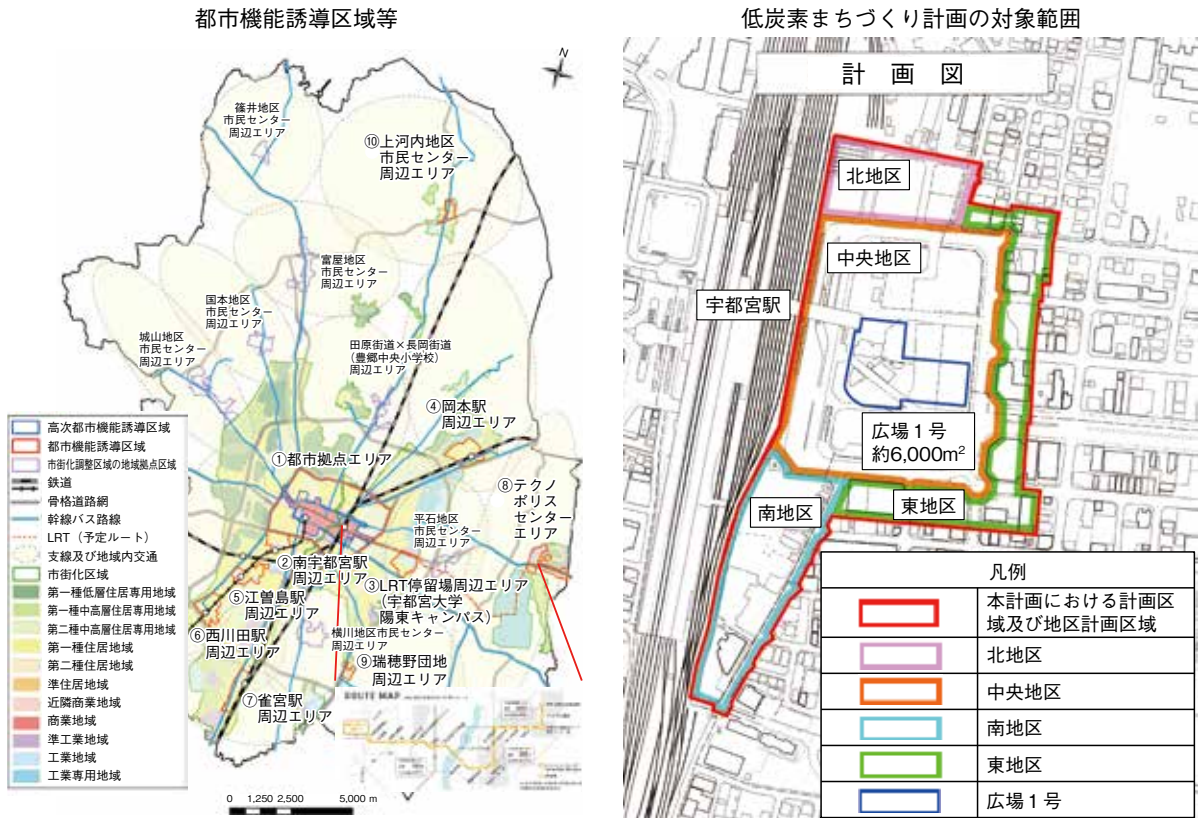 都市機能誘導区域等
N
篠井地区
市民センター
周辺エリア
⑩上河内地区
市民センター
周辺エリア
富屋地区
市民センター
周辺エリア
国本地区
市民センター
周辺エリア
城山地区
市民センター
周辺エリア
田原街道×長岡街道
(豊郷中央小学校)
周辺エリア
④岡本駅
周辺エリア
①都市拠点エリア
⑧テクノ
ポリス
センター
エリア
平石地区
市民センター
周辺エリア
②南宇都宮駅
周辺エリア
③LRT停留場周辺エリア
(宇都宮大学
陽東キャンパス)
⑤江曽島駅
周辺エリア
横川地区市民センター
周辺エリア
⑥西川田駅
周辺エリア
⑨瑞穂野団地
周辺エリア
⑦雀宮駅
周辺エリア
ROUTE MAP
高次都市機能誘導区域
都市機能誘導区域
市街化調整区域の地域拠点区域
鉄道
骨格道路網
幹線バス路線
LRT(予定ルート)
支線及び地域内交通
市街化区域
第一種低層住居専用地域
第一種中高層住居専用地域
第二種中高層住居専用地域
第一種住居地域
第二種住居地域
準住居地域
近隣商業地域
商業地域
準工業地域
工業地域
工業専用地域
0 1,250 2,500 5,000 m
低炭素まちづくり計画の対象範囲
計 画 図
北地区
中央地区
宇都宮駅
広場1号
約6,000m²
南地区
東地区
凡例
本計画における計画区
域及び地区計画区域
北地区
中央地区
南地区
東地区
広場1号